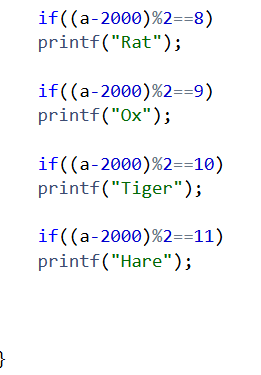 if((a-2000)%2==8)
printf("Rat");
if((a-2000)%2==9)
printf("Ox");
if((a-2000)%2==10)
printf("Tiger");
if((a-2000)%2==11)
printf("Hare");
}